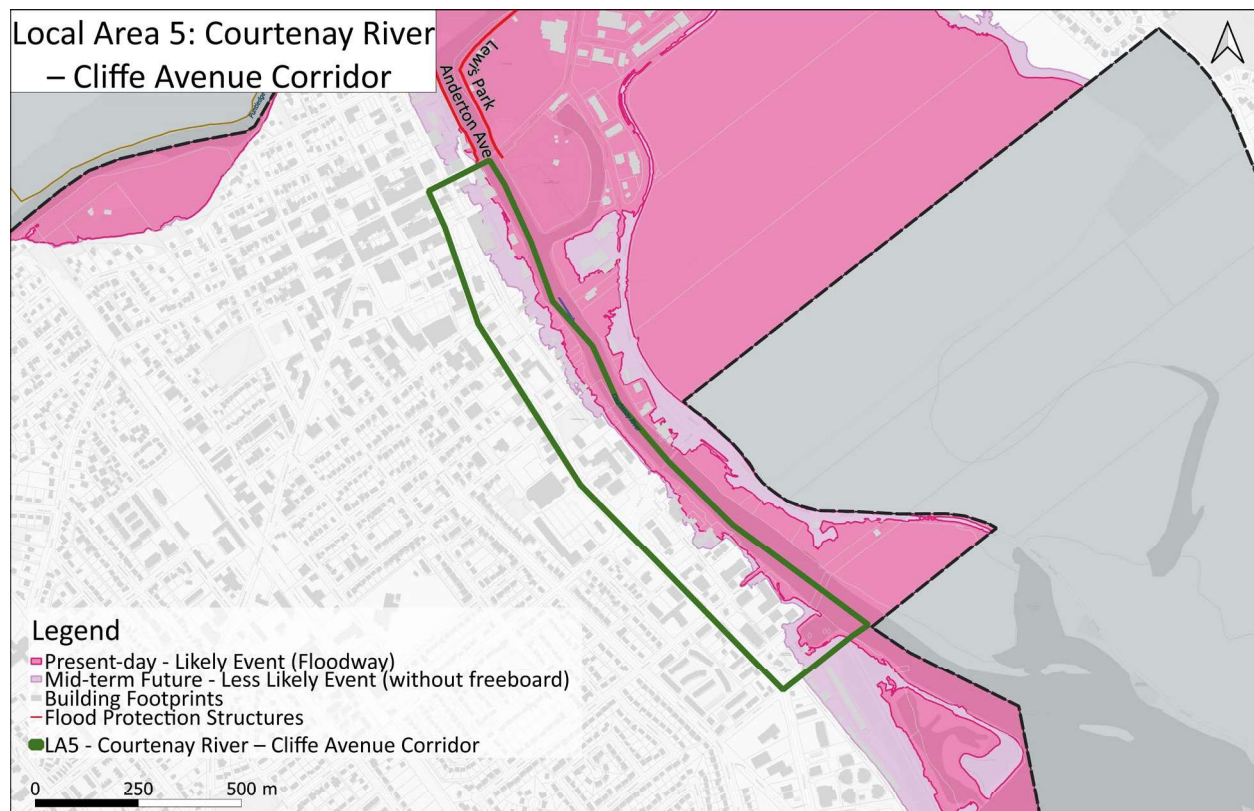 Local Area 5: Courtenay River
– Cliffe Avenue Corridor
Lewis Park
Anderton Ave
Legend
Present-day - Likely Event (Floodway)
Mid-term Future - Less Likely Event (without freeboard)
Building Footprints
Flood Protection Structures
LA5 - Courtenay River – Cliffe Avenue Corridor
0 250 500 m